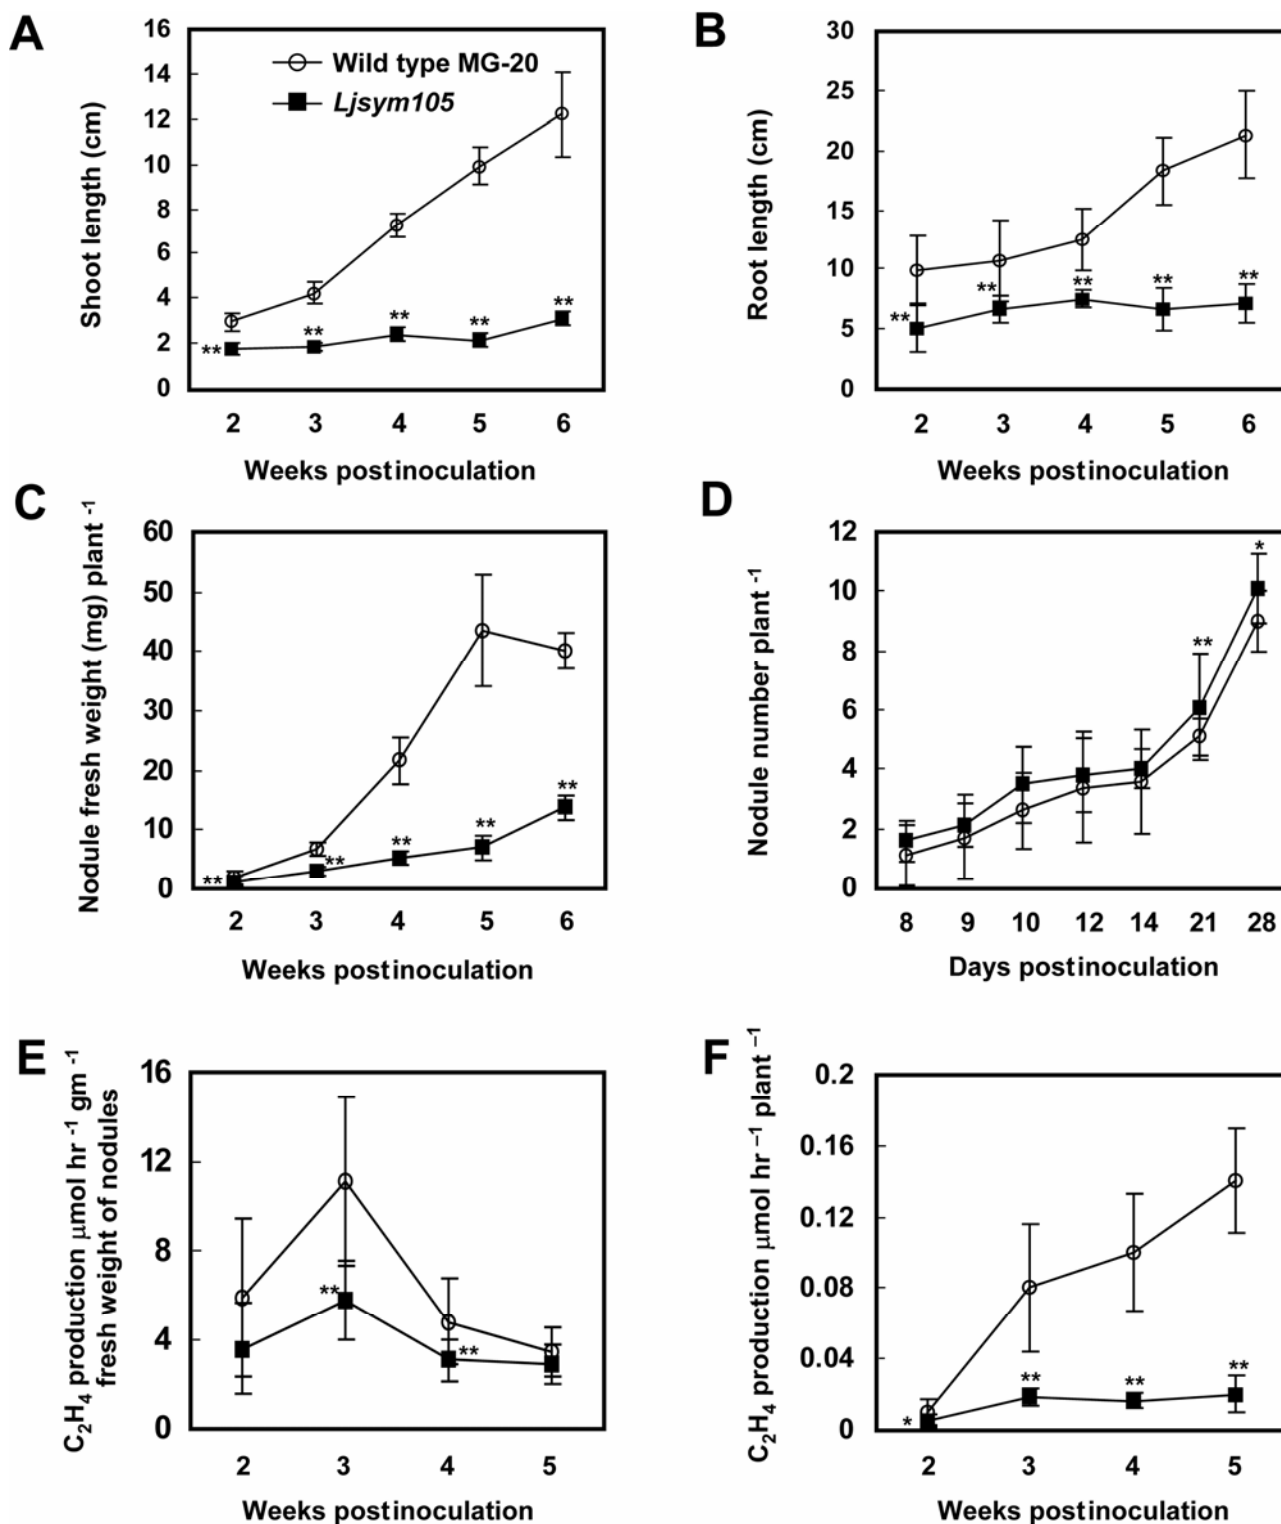 A
Shoot length (cm)
16
14
12
10
8
6
4
2
0
Wild type MG-20
Ljsym105
**
**
**
**
**
2 3 4 5 6
Weeks postinoculation
B
Root length (cm)
30
25
20
15
10
5
0
**
**
**
**
**
2 3 4 5 6
Weeks postinoculation
C
Nodule fresh weight (mg) plant -1
60
50
40
30
20
10
0
**
**
**
**
**
2 3 4 5 6
Weeks postinoculation
D
Nodule number plant -1
12
10
8
6
4
2
0
**
*
8 9 10 12 14 21 28
Days postinoculation
E
C2H4 production μmol hr -1 gm -1
fresh weight of nodules
16
12
8
4
0
**
**
2 3 4 5
Weeks postinoculation
F
C2H4 production μmol hr −1 plant −1
0.2
0.16
0.12
0.08
0.04
0
*
**
**
**
2 3 4 5
Weeks postinoculation